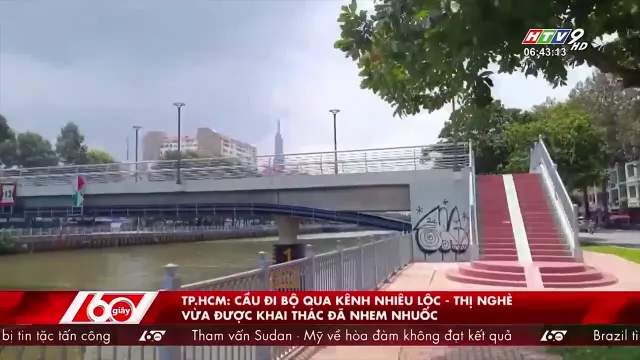 HTV9 HD
06:43:13
60 giây
TP.HCM: CẦU ĐI BỘ QUA KÊNH NHIÊU LỘC - THỊ NGHÈ
VỪA ĐƯỢC KHAI THÁC ĐÃ NHEM NHUỐC
bị tin tặc tấn công Tham vấn Sudan - Mỹ về hòa đàm không đạt kết quả Brazil tì